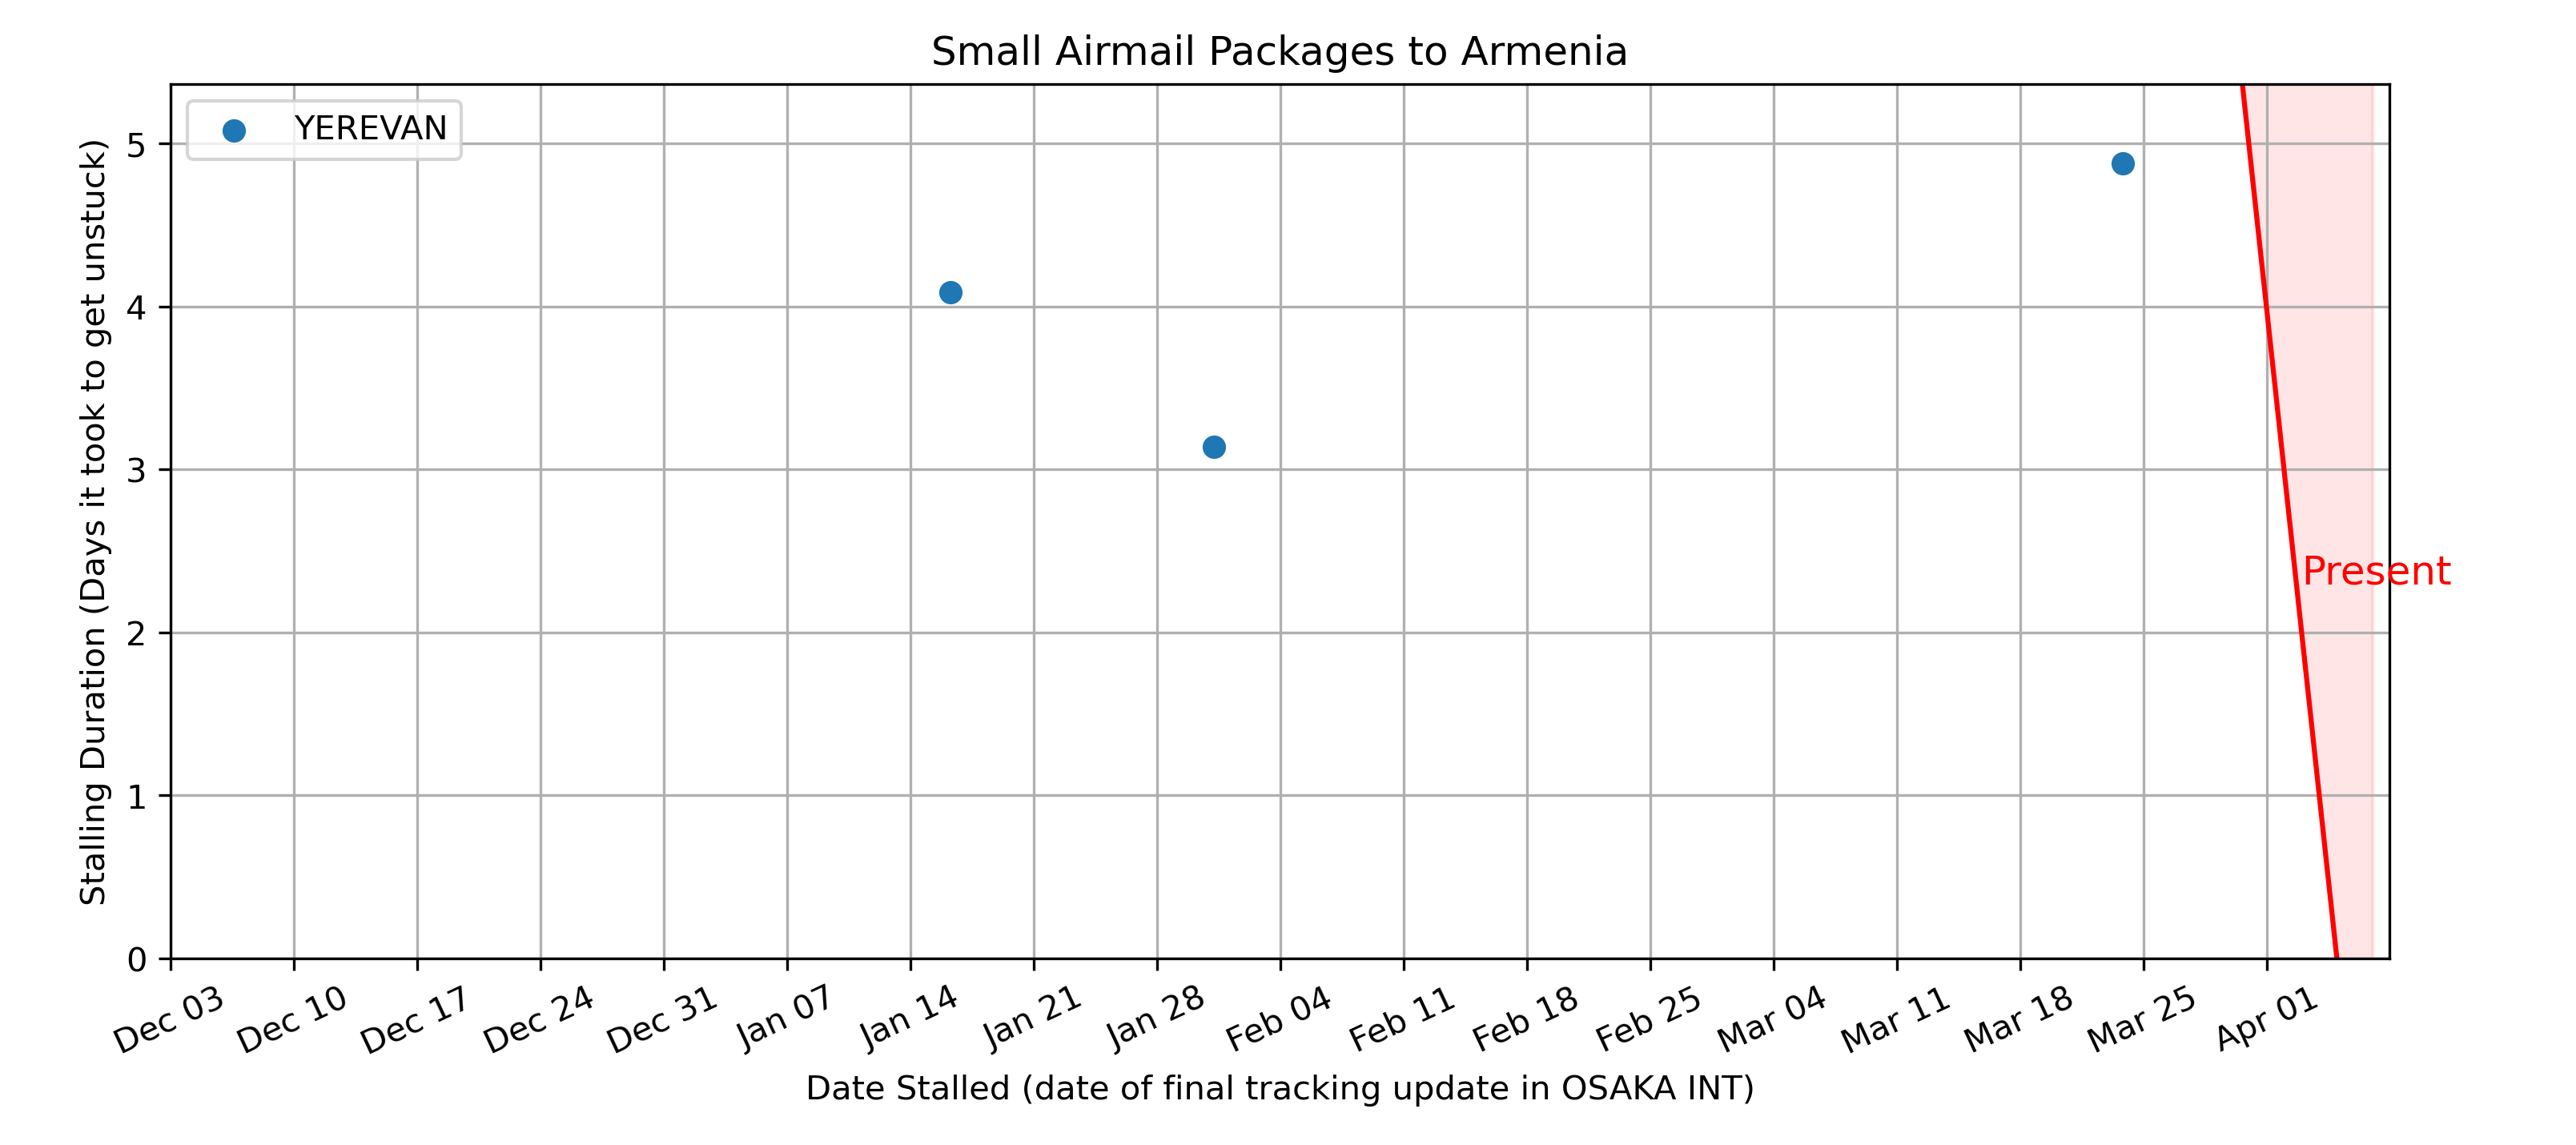 Small Airmail Packages to Armenia
YEREVAN
Stalling Duration (Days it took to get unstuck)
5
4
3
2
1
0
Present
Dec 03
Dec 10
Dec 17
Dec 24
Dec 31
Jan 07
Jan 14
Jan 21
Jan 28
Feb 04
Feb 11
Feb 18
Feb 25
Mar 04
Mar 11
Mar 18
Mar 25
Apr 01
Date Stalled (date of final tracking update in OSAKA INT)